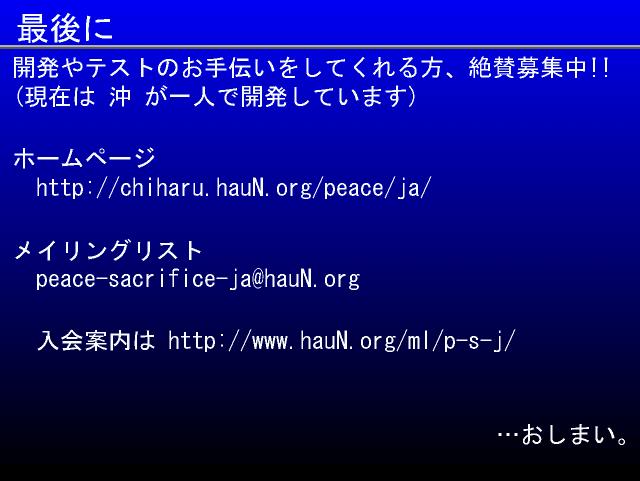 最後に
開発やテストのお手伝いをしてくれる方、絶賛募集中!!
(現在は 沖 が一人で開発しています)
ホームページ
http://chiharu.hauN.org/peace/ja/
メイリングリスト
peace-sacrifice-ja@hauN.org
入会案内は http://www.hauN.org/ml/p-s-j/
…おしまい。